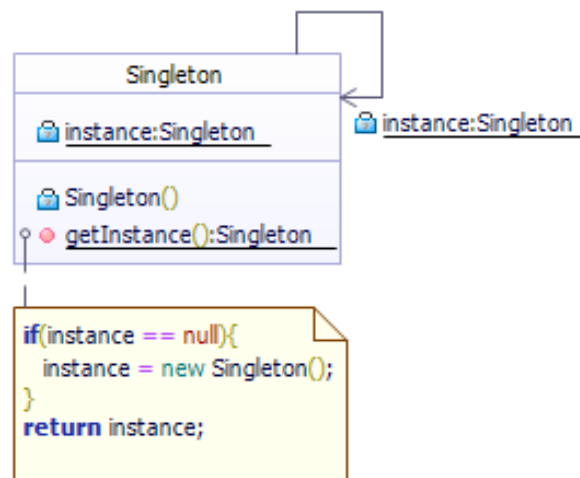 Singleton
instance:Singleton
instance:Singleton
Singleton()
getInstance():Singleton
if(instance == null){
instance = new Singleton();
}
return instance;